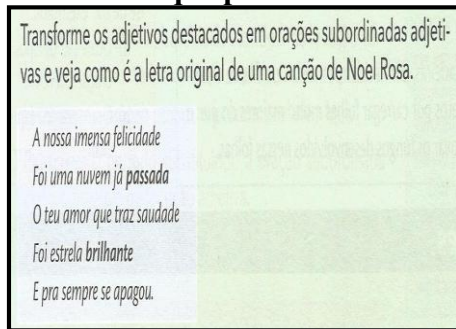 Transforme os adjetivos destacados em orações subordinadas adjeti-
vas e veja como é a letra original de uma canção de Noel Rosa.
A nossa imensa felicidade
Foi uma nuvem já passada
O teu amor que traz saudade
Foi estrela brilhante
E pra sempre se apagou.